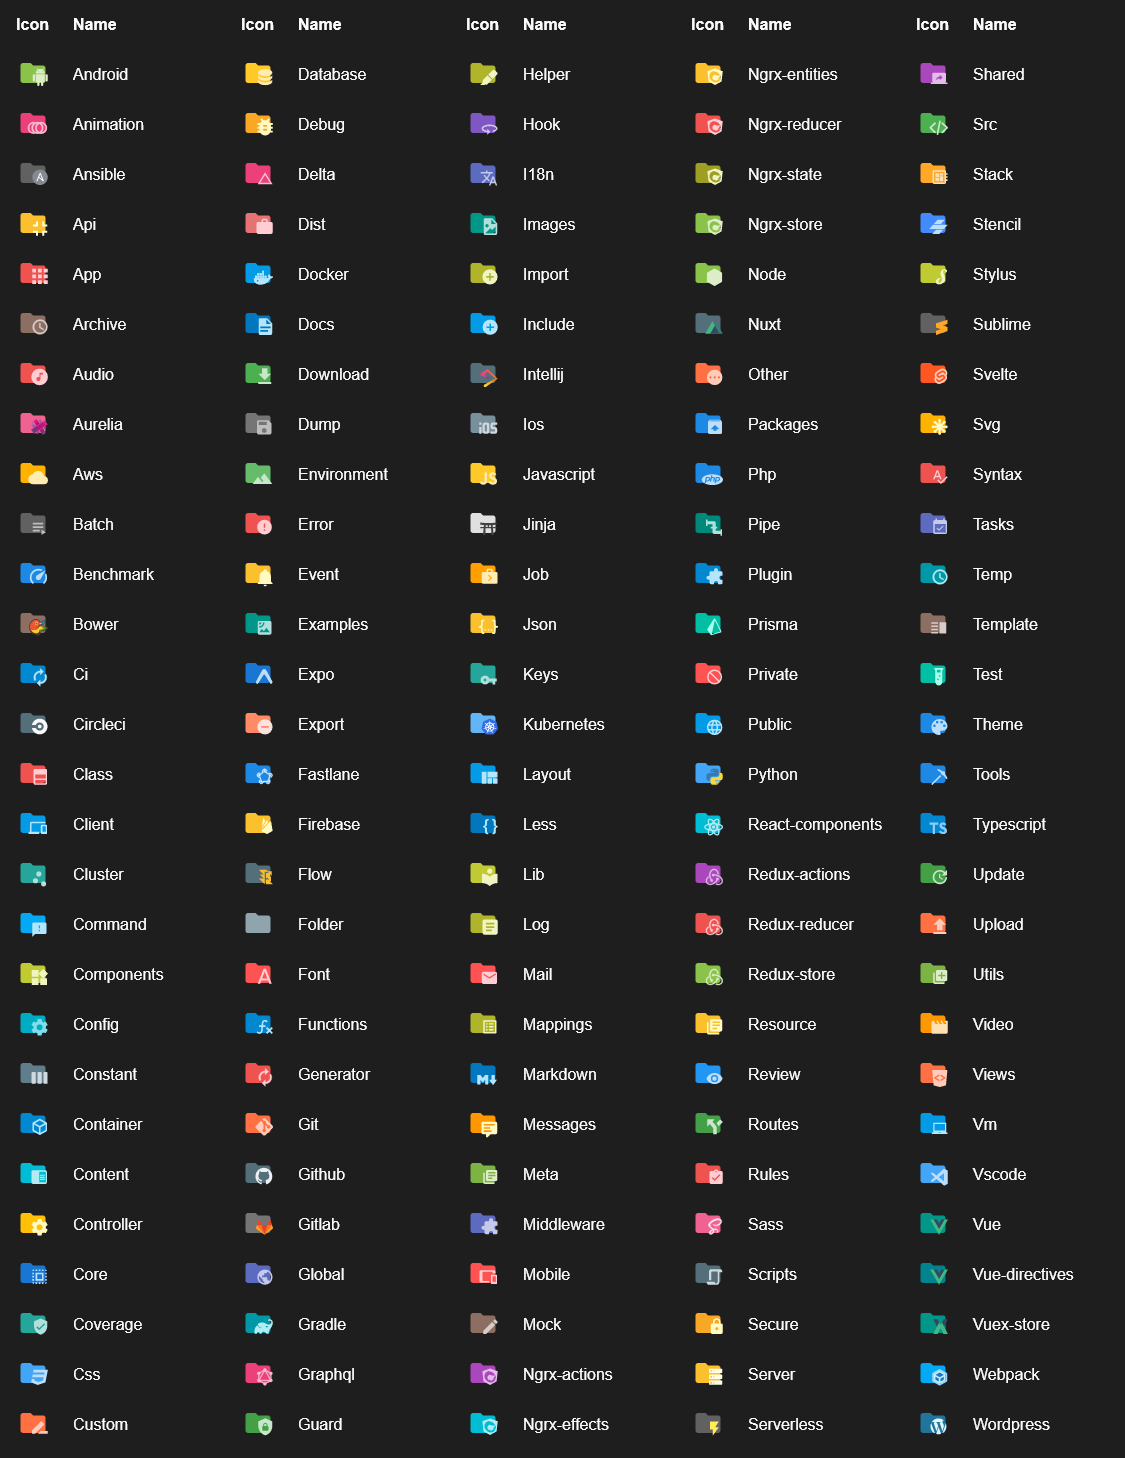 Icon Name Icon Name Icon Name Icon Name Icon Name
Android Database Helper Ngrx-entities Shared
Animation Debug Hook Ngrx-reducer Src
Ansible Delta I18n Ngrx-state Stack
Api Dist Images Ngrx-store Stencil
App Docker Import Node Stylus
Archive Docs Include Nuxt Sublime
Audio Download Intellij Other Svelte
Aurelia Dump Ios Packages Svg
Aws Environment Javascript Php Syntax
Batch Error Jinja Pipe Tasks
Benchmark Event Job Plugin Temp
Bower Examples Json Prisma Template
Ci Expo Keys Private Test
Circleci Export Kubernetes Public Theme
Class Fastlane Layout Python Tools
Client Firebase Less React-components Typescript
Cluster Flow Lib Redux-actions Update
Command Folder Log Redux-reducer Upload
Components Font Mail Redux-store Utils
Config Functions Mappings Resource Video
Constant Generator Markdown Review Views
Container Git Messages Routes Vm
Content Github Meta Rules Vscode
Controller Gitlab Middleware Sass Vue
Core Global Mobile Scripts Vue-directives
Coverage Gradle Mock Secure Vuex-store
Css Graphql Ngrx-actions Server Webpack
Custom Guard Ngrx-effects Serverless Wordpress